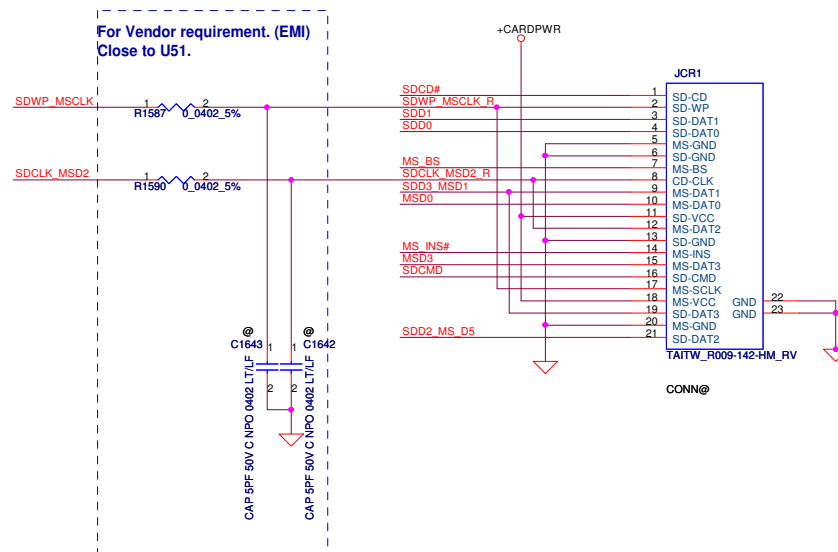 For Vendor requirement. (EMI)
Close to U51.
+CARDPWR
JCR1
SDWP_MSCLK
1
2
R1587
0_0402_5%
SDCLK_MSD2
1
2
R1590
0_0402_5%
SDCD#
1
SD-CD
SDWP_MSCLK_R
2
SD-WP
SDD1
3
SD-DAT1
SDD0
4
SD-DAT0
5
MS-GND
6
SD-GND
MS_BS
7
MS-BS
SDCLK_MSD2_R
8
CD-CLK
SDD3_MSD1
9
MS-DAT1
MSD0
10
MS-DAT0
11
SD-VCC
12
MS-DAT2
13
SD-GND
MS_INS#
14
MS-INS
MSD3
15
MS-DAT3
SDCMD
16
SD-CMD
17
MS-SCLK
18
MS-VCC
GND
22
19
SD-DAT3
GND
23
20
MS-GND
SDD2_MS_D5
21
SD-DAT2
TAITW_R009-142-HM_RV
CONN@
@
C1643
1
2
CAP 5PF 50V C NPO 0402 LT/LF
@
C1642
1
2
CAP 5PF 50V C NPO 0402 LT/LF